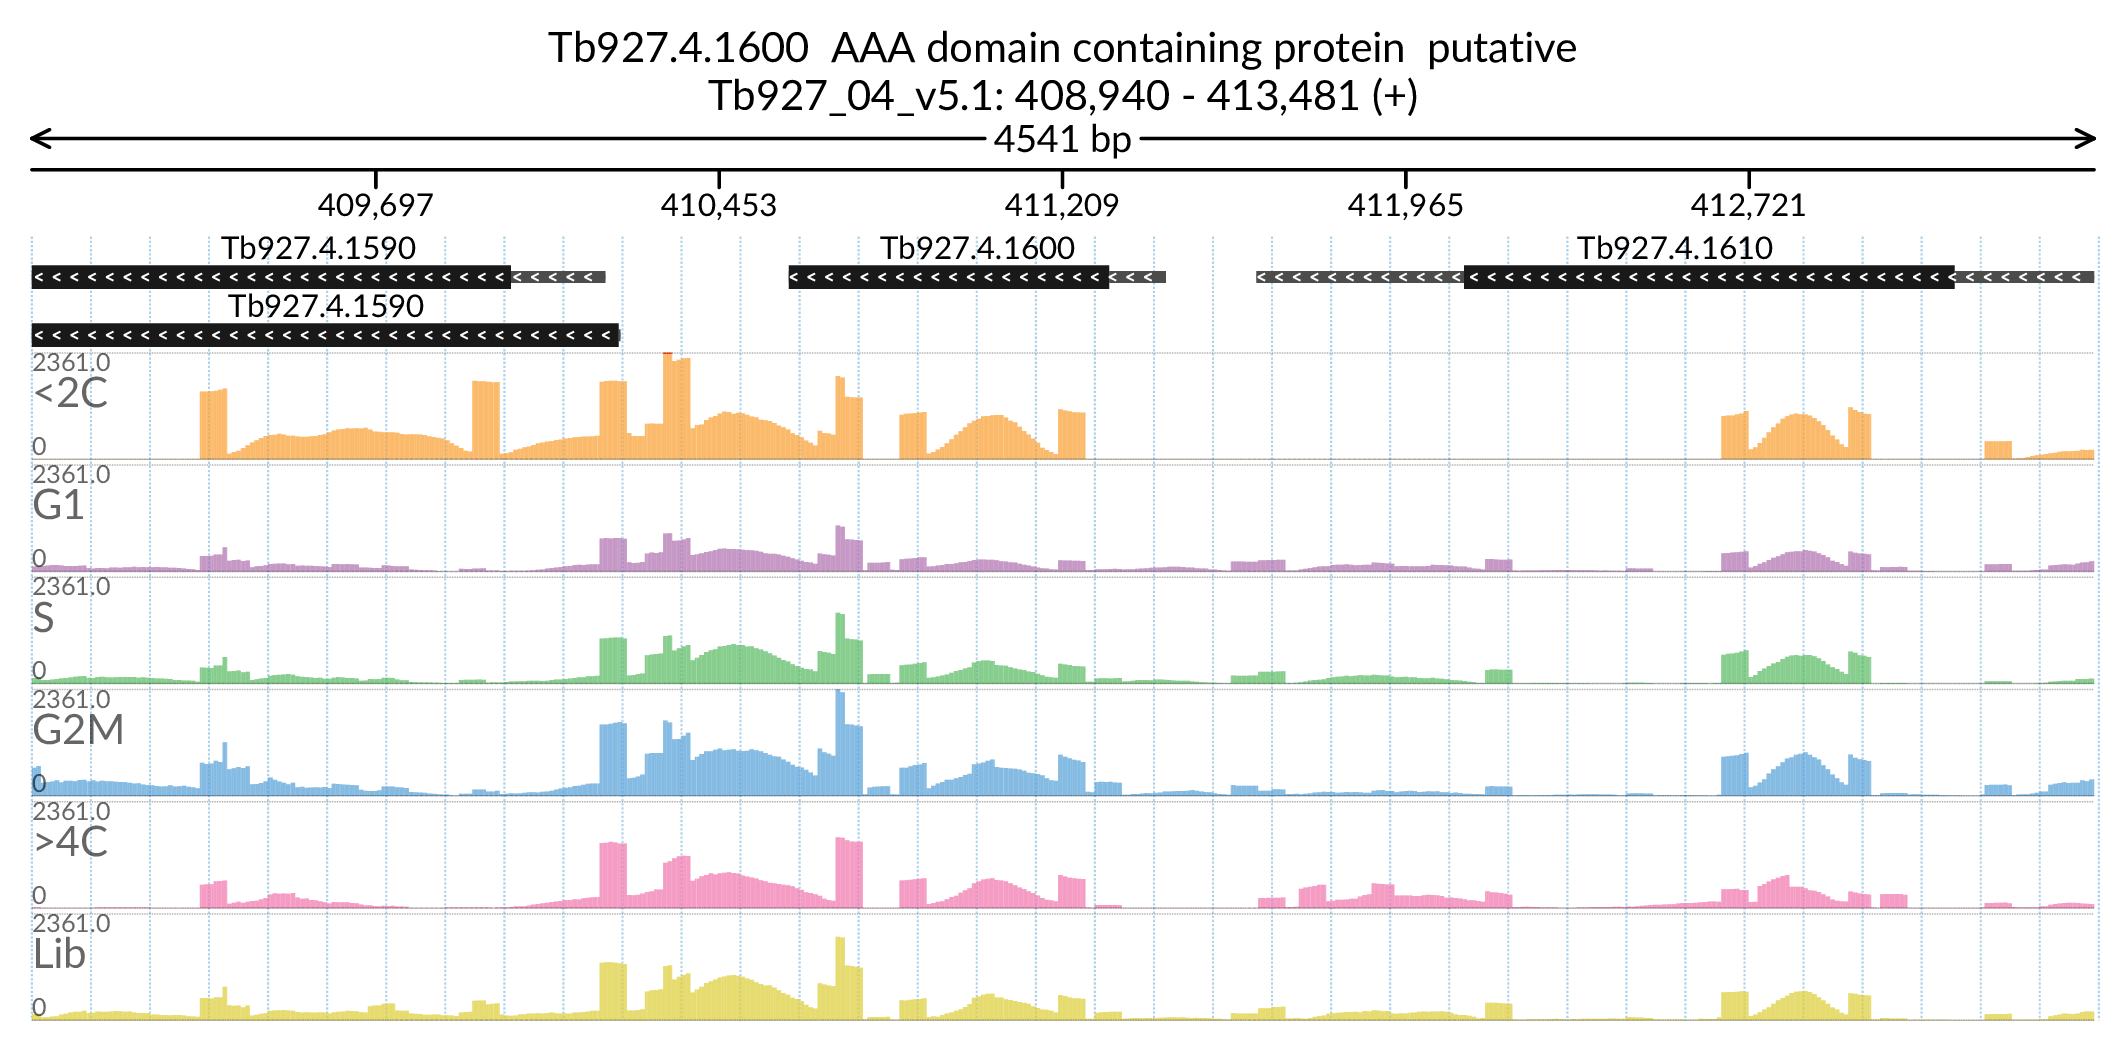 Tb927.4.1600  AAA domain containing protein  putative
Tb927_04_v5.1: 408,940 - 413,481 (+)
4541 bp
409,697 410,453 411,209 411,965 412,721
Tb927.4.1590 Tb927.4.1600 Tb927.4.1610
Tb927.4.1590
2361.0
<2C
0
2361.0
G1
0
2361.0
S
0
2361.0
G2M
0
2361.0
>4C
0
2361.0
Lib
0